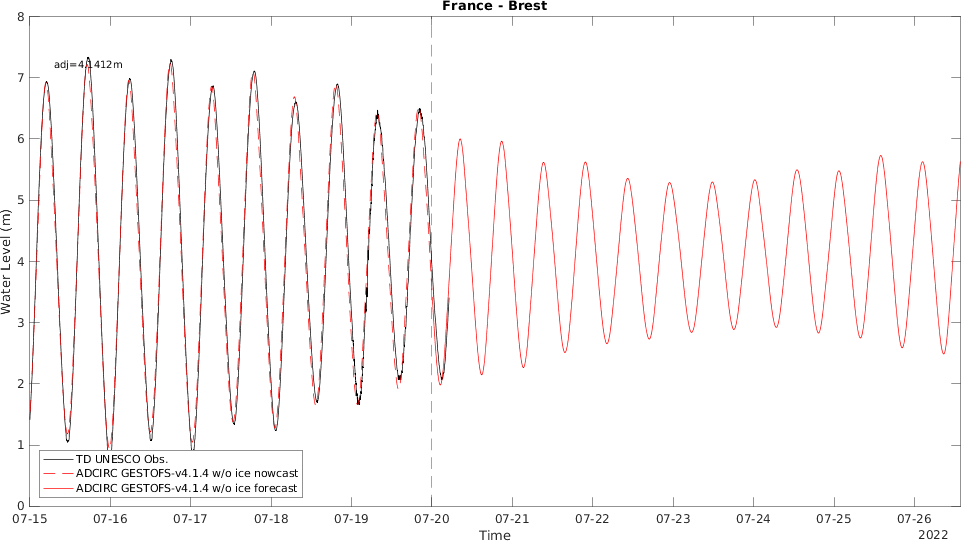 France - Brest
8
7
6
5
4
3
2
1
0
Water Level (m)
adj=4.1412m
TD UNESCO Obs.
ADCIRC GESTOFS-v4.1.4 w/o ice nowcast
ADCIRC GESTOFS-v4.1.4 w/o ice forecast
07-15 07-16 07-17 07-18 07-19 07-20 07-21 07-22 07-23 07-24 07-25 07-26
Time
2022